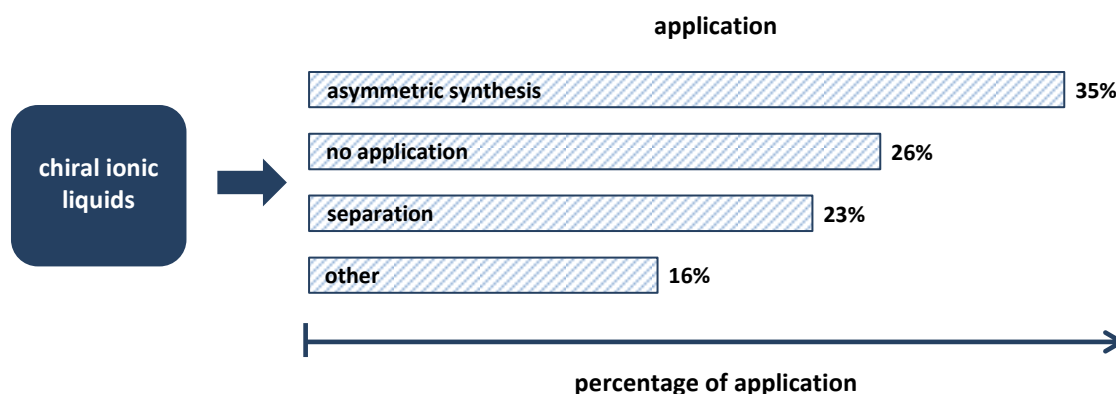 application
chiral ionic
liquids
asymmetric synthesis
35%
no application
26%
separation
23%
other
16%
percentage of application